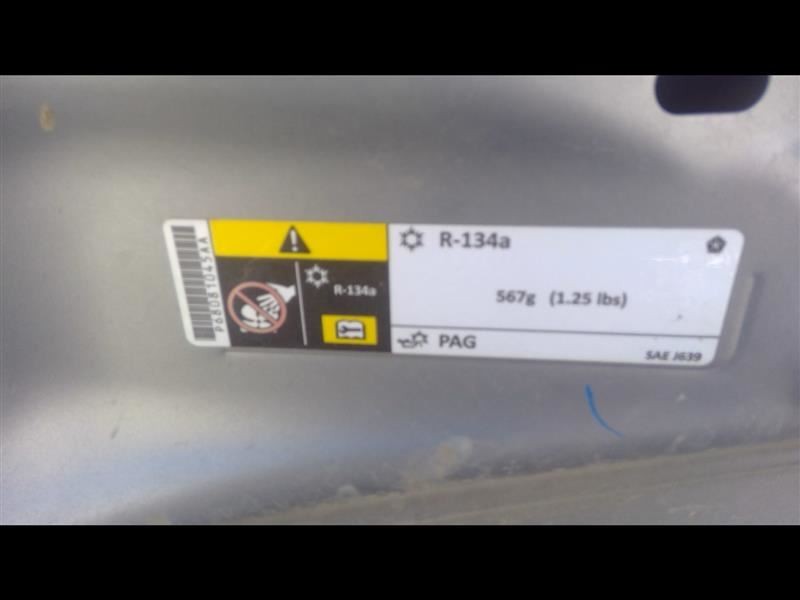 P68081045AA
R-134a
R-134a
567g (1.25 lbs)
PAG
SAE J639